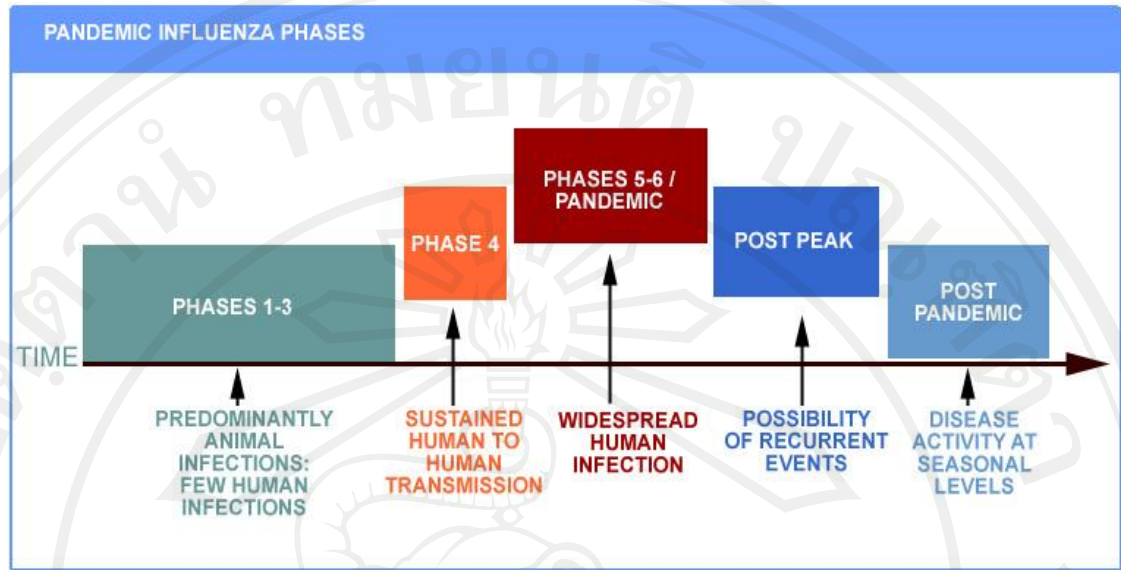 PANDEMIC INFLUENZA PHASES
PHASES 5-6 /
PANDEMIC
PHASE 4
POST PEAK
PHASES 1-3
POST
PANDEMIC
TIME
PREDOMINANTLY
ANIMAL
INFECTIONS:
FEW HUMAN
INFECTIONS
SUSTAINED
HUMAN TO
HUMAN
TRANSMISSION
WIDESPREAD
HUMAN
INFECTION
POSSIBILITY
OF RECURRENT
EVENTS
DISEASE
ACTIVITY AT
SEASONAL
LEVELS